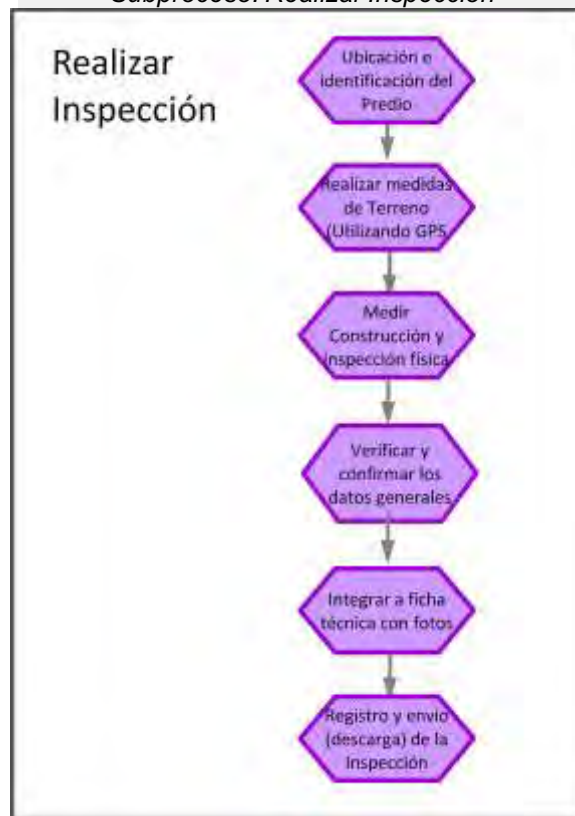 Subproceso: Realizar Inspección
Realizar
Inspección
Ubicación e
identificación del
Predio
Realizar medidas
de Terreno
(Utilizando GPS
Medir
Construcción y
inspección física
Verificar y
confirmar los
datos generales
Integrar a ficha
técnica con fotos
Registro y envio
(descarga) de la
Inspección